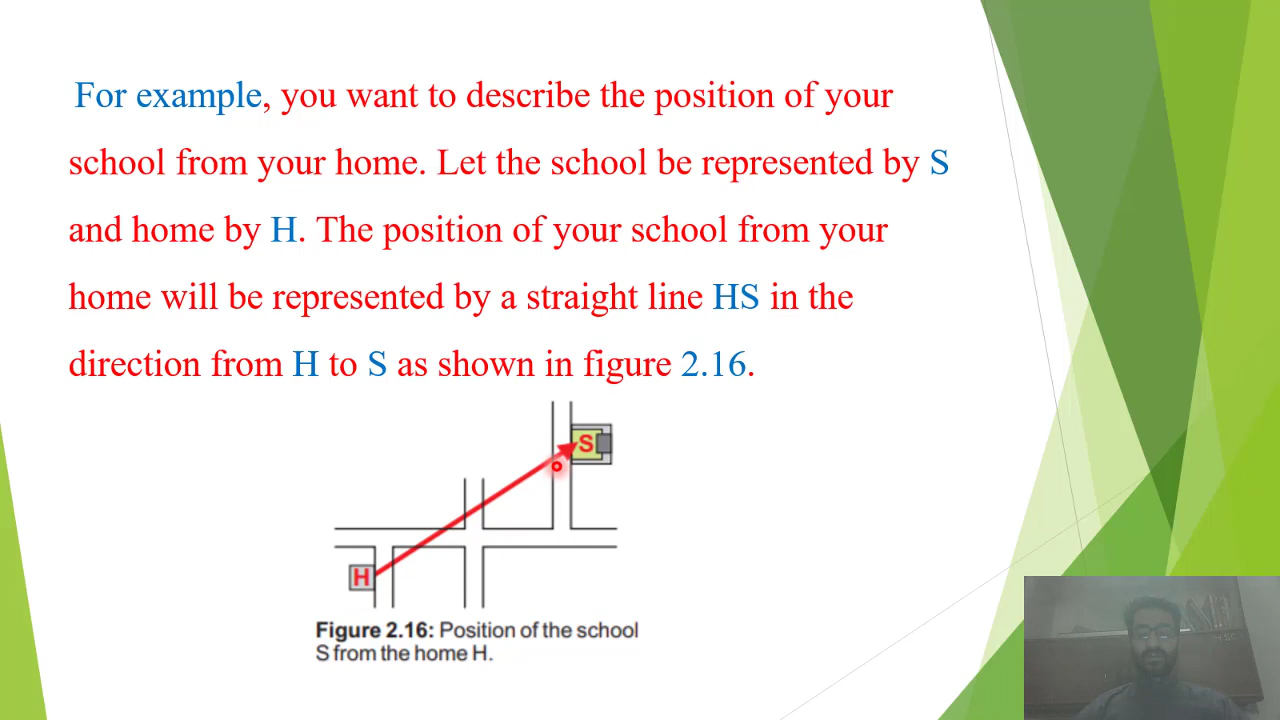 For example, you want to describe the position of your
school from your home. Let the school be represented by S
and home by H. The position of your school from your
home will be represented by a straight line HS in the
direction from H to S as shown in figure 2.16.
S
H
Figure 2.16: Position of the school
S from the home H.